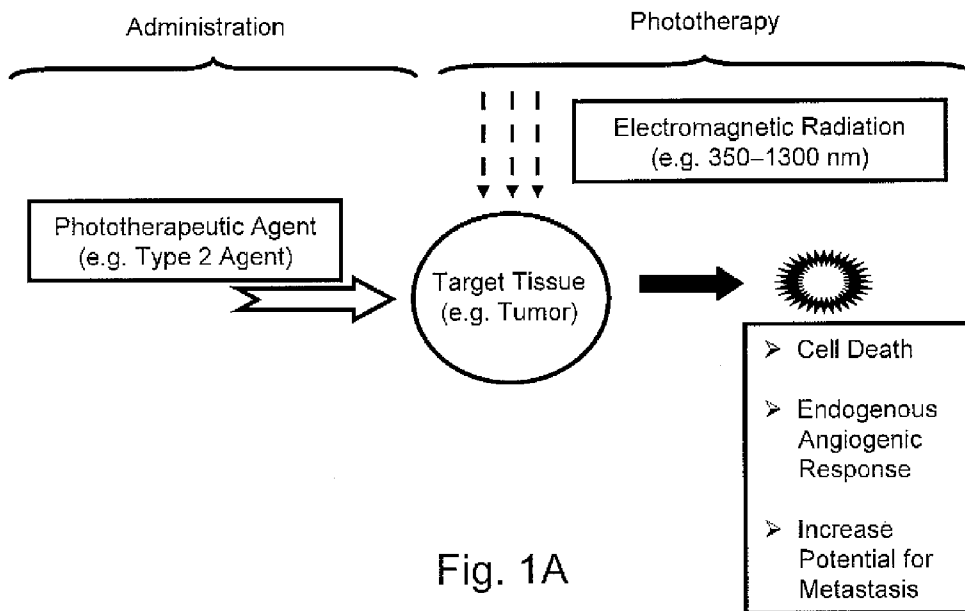 Administration
Phototherapy
Electromagnetic Radiation
(e.g. 350–1300 nm)
Phototherapeutic Agent
(e.g. Type 2 Agent)
Target Tissue
(e.g. Tumor)
➢ Cell Death
➢ Endogenous
Angiogenic
Response
➢ Increase
Potential for
Metastasis
Fig. 1A